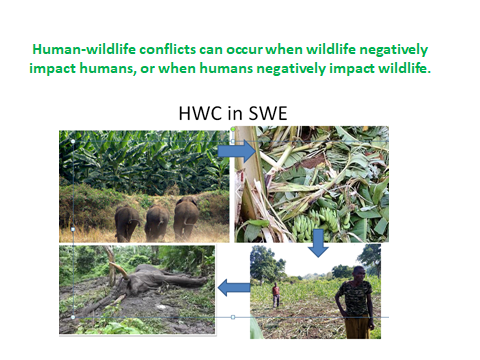 Human-wildlife conflicts can occur when wildlife negatively
impact humans, or when humans negatively impact wildlife.
HWC in SWE